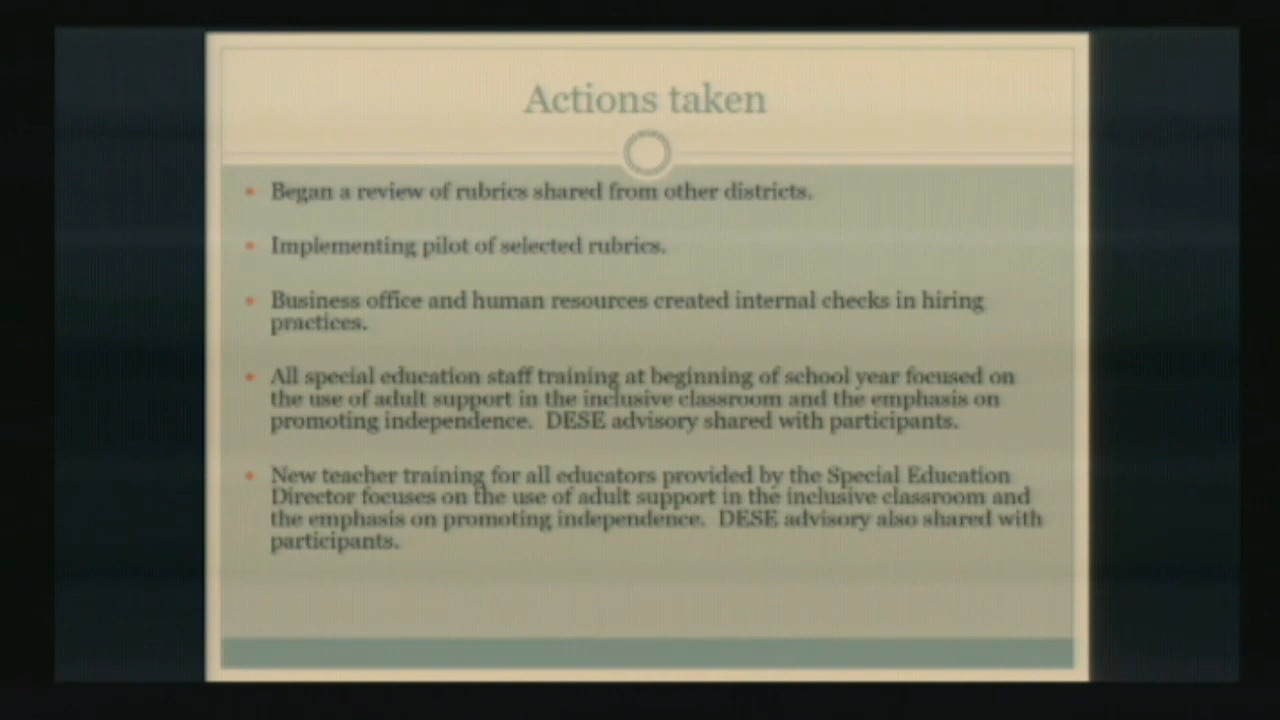 Actions taken
• Began a review of rubrics shared from other districts.
• Implementing pilot of selected rubrics.
• Business office and human resources created internal checks in hiring
practices.
• All special education staff training at beginning of school year focused on
the use of adult support in the inclusive classroom and the emphasis on
promoting independence.  DESE advisory shared with participants.
• New teacher training for all educators provided by the Special Education
Director focuses on the use of adult support in the inclusive classroom and
the emphasis on promoting independence.  DESE advisory also shared with
participants.